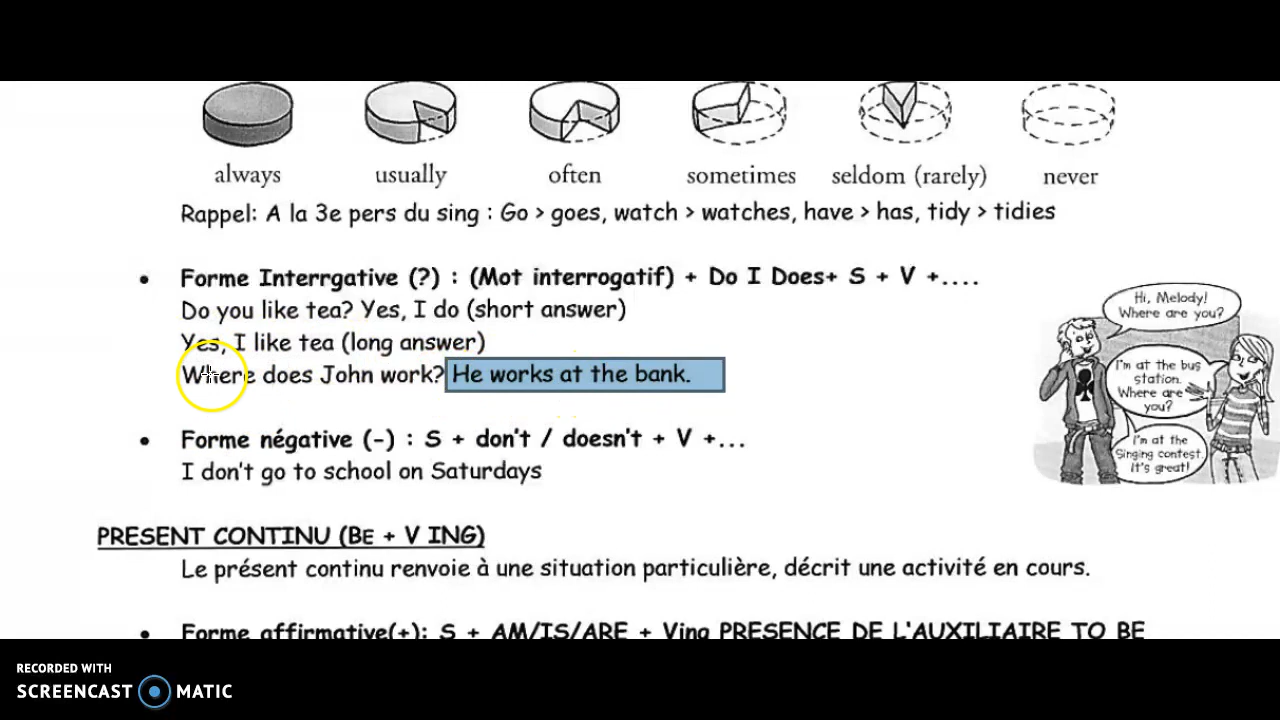 always usually often sometimes seldom (rarely) never
Rappel: A la 3e pers du sing : Go > goes, watch > watches, have > has, tidy > tidies
• Forme Interrgative (?) : (Mot interrogatif) + Do I Does+ S + V +....
Do you like tea? Yes, I do (short answer)
Yes, I like tea (long answer)
Where does John work? He works at the bank.
• Forme négative (-) : S + don't / doesn't + V +...
I don't go to school on Saturdays
Hi, Melody!
Where are you?
I'm at the bus
station.
Where are
you?
I'm at the
Singing contest.
It's great!
PRESENT CONTINU (BE + V ING)
Le présent continu renvoie à une situation particulière, décrit une activité en cours.
• Forme affirmative(+): S + AM/IS/ARE + Ving PRESENCE DE L'AUXILIAIRE TO BE
RECORDED WITH
SCREENCAST MATIC